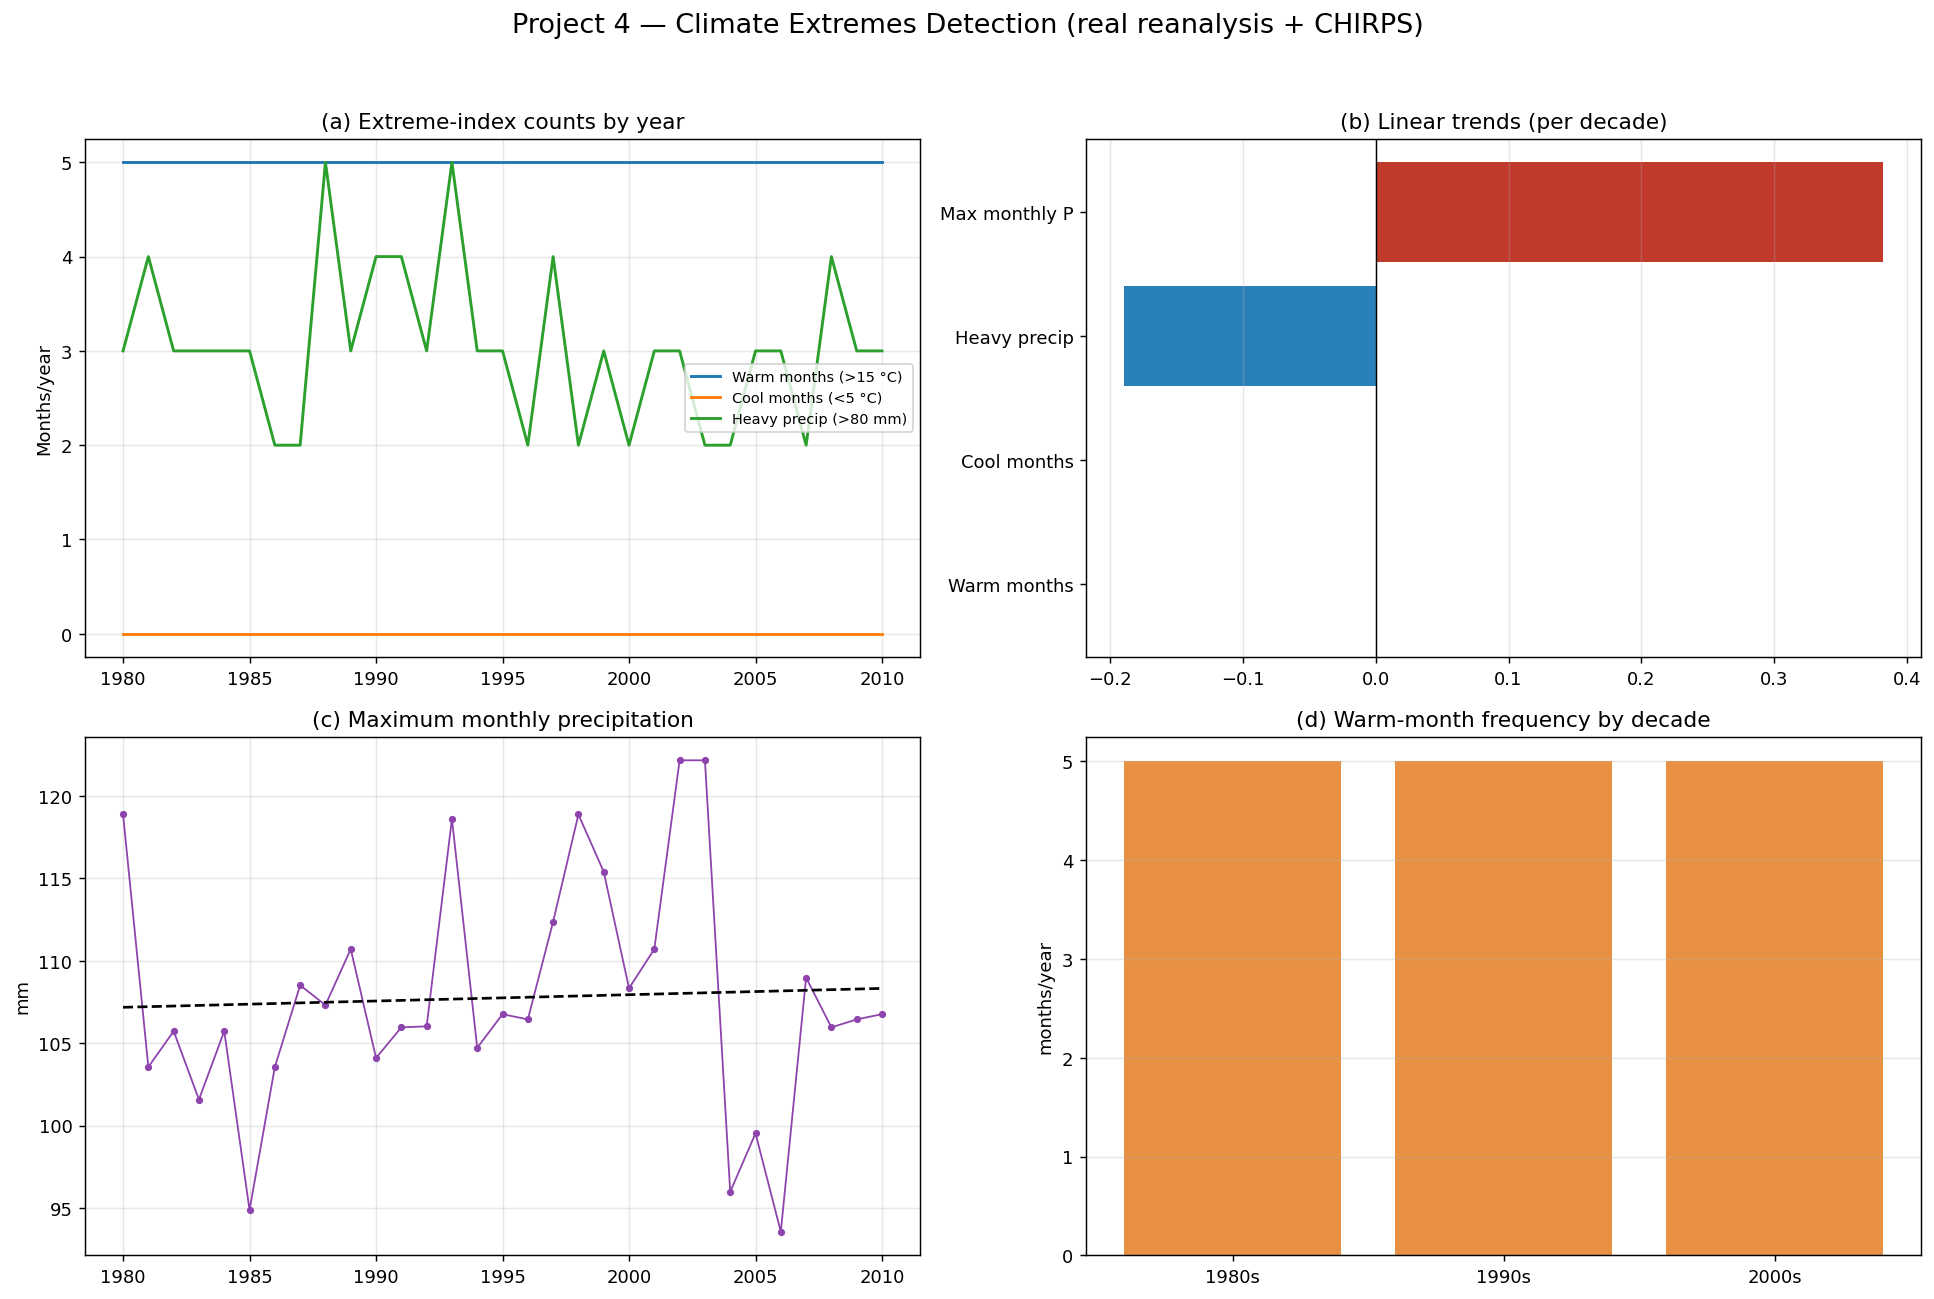 Project 4 — Climate Extremes Detection (real reanalysis + CHIRPS)
(a) Extreme-index counts by year
Months/year
5
4
3
2
1
0
Warm months (>15 °C)
Cool months (<5 °C)
Heavy precip (>80 mm)
1980 1985 1990 1995 2000 2005 2010
(b) Linear trends (per decade)
Max monthly P
Heavy precip
Cool months
Warm months
−0.2 −0.1 0.0 0.1 0.2 0.3 0.4
(c) Maximum monthly precipitation
mm
120
115
110
105
100
95
1980 1985 1990 1995 2000 2005 2010
(d) Warm-month frequency by decade
months/year
5
4
3
2
1
0
1980s 1990s 2000s